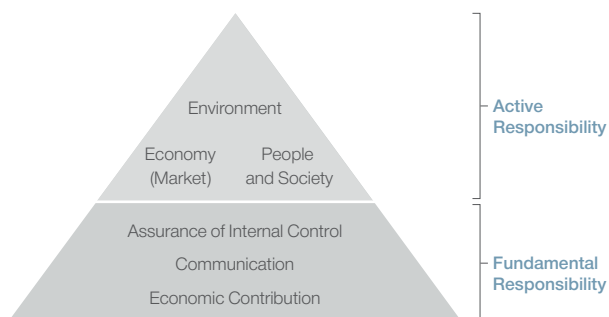 Environment
Economy
(Market)
People
and Society
Active
Responsibility
Assurance of Internal Control
Communication
Economic Contribution
Fundamental
Responsibility